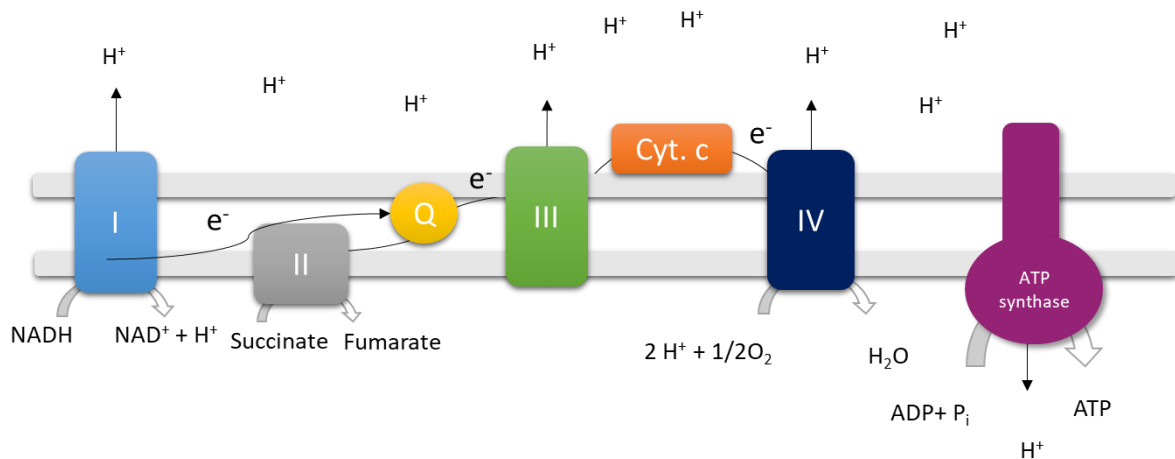 H⁺
H⁺
H⁺
H⁺
H⁺
H⁺
H⁺
H⁺
H⁺
I
e⁻
II
Q
e⁻
III
Cyt. c
e⁻
IV
ATP
synthase
NADH
NAD⁺ + H⁺
Succinate
Fumarate
2 H⁺ + 1/2O₂
H₂O
ADP+ Pᵢ
ATP
H⁺